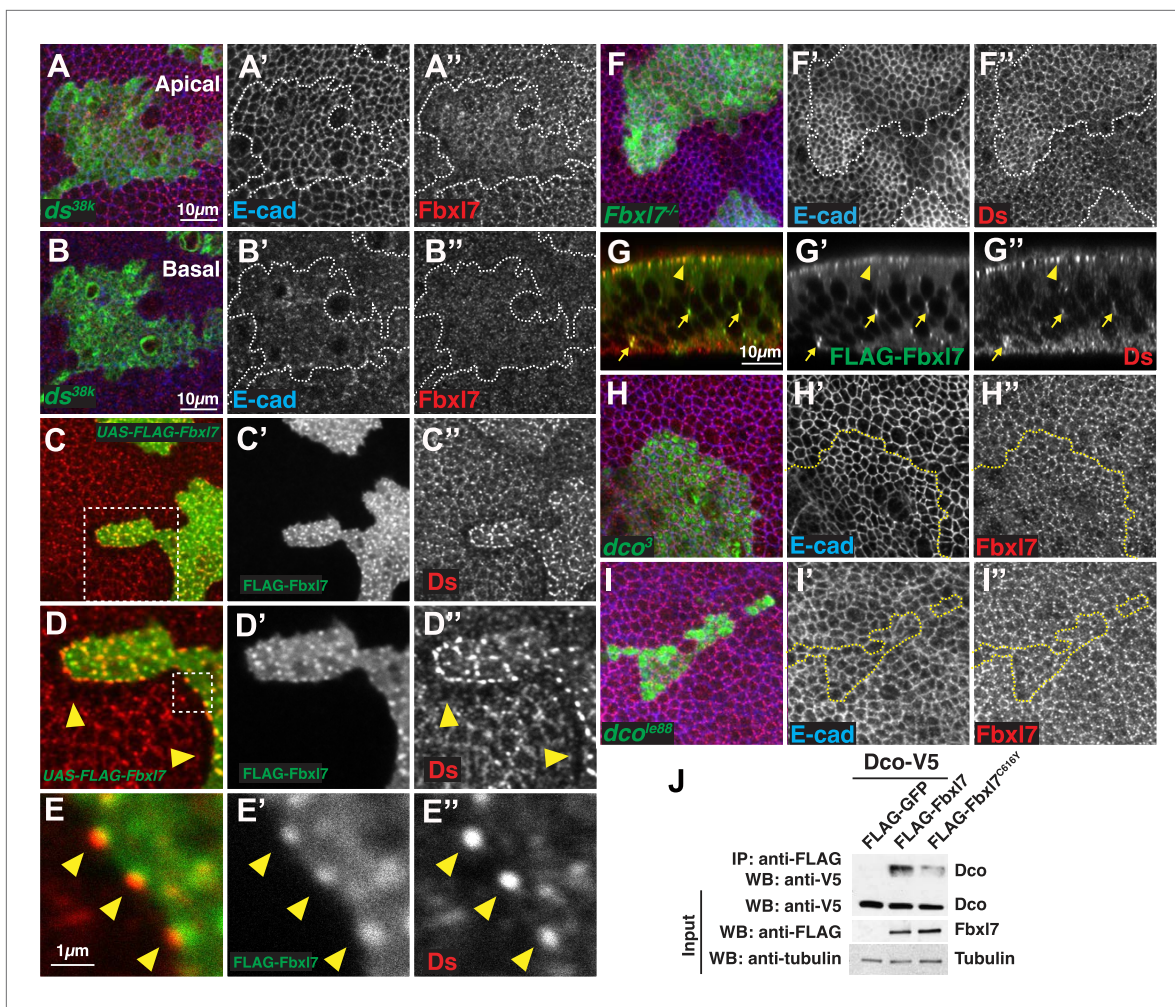 A
Apical
ds38k
10µm
A'
E-cad
A''
Fbxl7
B
Basal
ds38k
10µm
B'
E-cad
B''
Fbxl7
C
UAS-FLAG-Fbxl7
C'
FLAG-Fbxl7
C''
Ds
D
UAS-FLAG-Fbxl7
D'
FLAG-Fbxl7
D''
Ds
E
1µm
E'
FLAG-Fbxl7
E''
Ds
F
Fbxl7-/-
F'
E-cad
F''
Ds
G
10µm
G'
FLAG-Fbxl7
G''
Ds
H
dco3
H'
E-cad
H''
Fbxl7
I
dcole88
I'
E-cad
I''
Fbxl7
J
Dco-V5
FLAG-GFP
FLAG-Fbxl7
FLAG-Fbxl7C616Y
IP: anti-FLAG
WB: anti-V5
Dco
WB: anti-V5
Dco
Input
WB: anti-FLAG
Fbxl7
WB: anti-tubulin
Tubulin